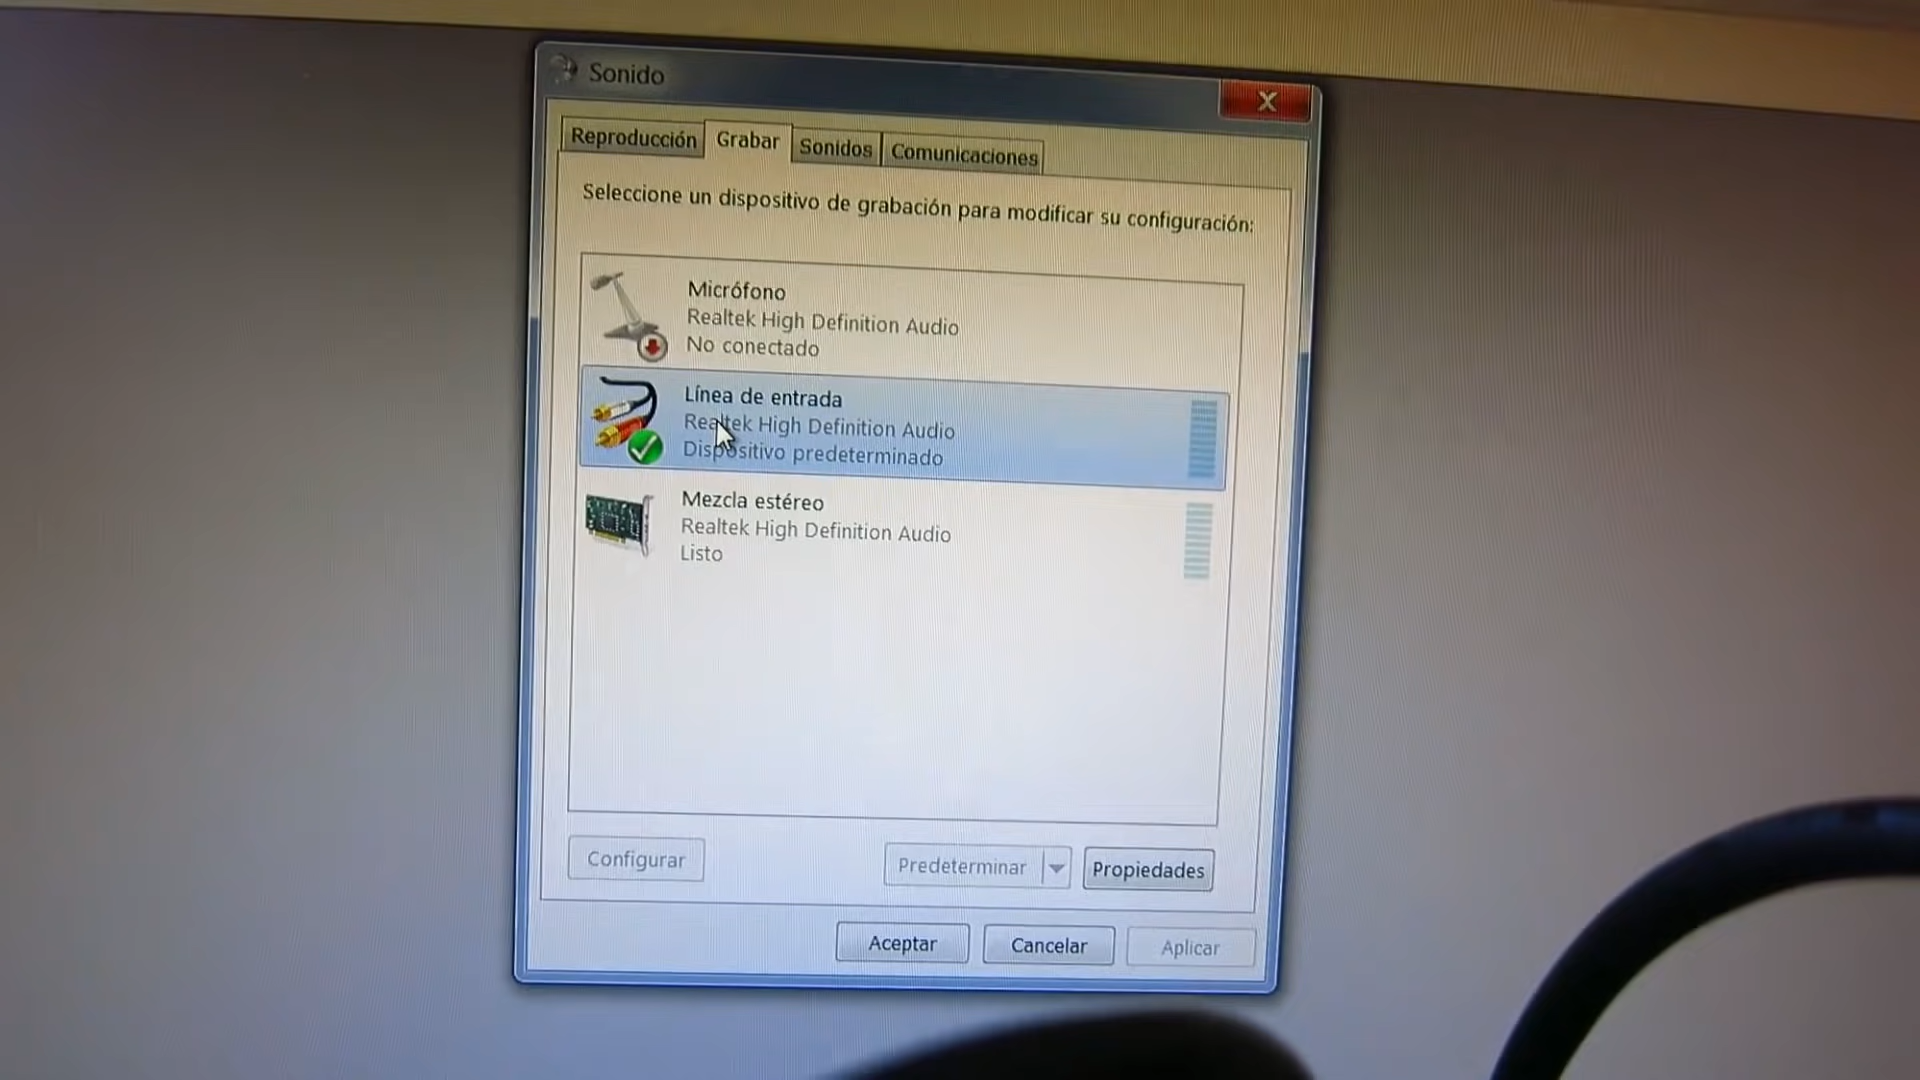 Sonido
Reproducción Grabar Sonidos Comunicaciones
Seleccione un dispositivo de grabación para modificar su configuración:
Micrófono
Realtek High Definition Audio
No conectado
Línea de entrada
Realtek High Definition Audio
Dispositivo predeterminado
Mezcla estéreo
Realtek High Definition Audio
Listo
Configurar Predeterminar Propiedades
Aceptar Cancelar Aplicar